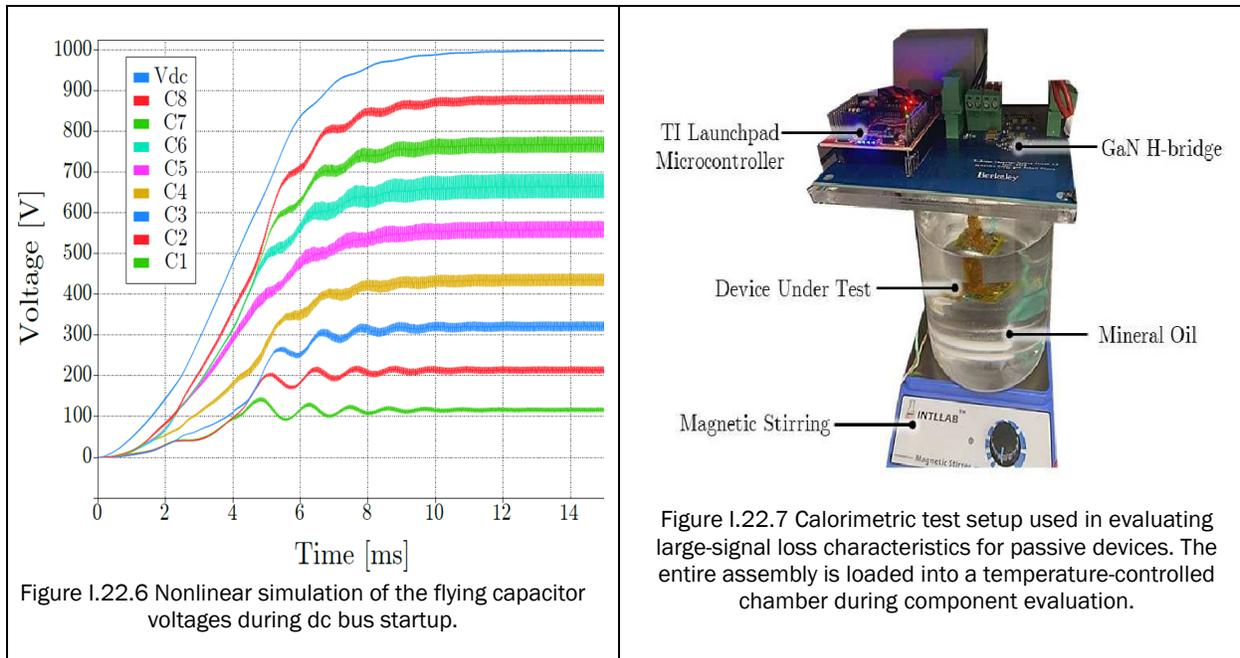 Voltage [V]
1000
900
800
700
600
500
400
300
200
100
0
Vdc
C8
C7
C6
C5
C4
C3
C2
C1
0 2 4 6 8 10 12 14
Time [ms]
Figure I.22.6 Nonlinear simulation of the flying capacitor
voltages during dc bus startup.
TI Launchpad
Microcontroller
GaN H-bridge
Berkeley
Device Under Test
Mineral Oil
Magnetic Stirring
INTLLAB™
Magnetic Stirrer
Figure I.22.7 Calorimetric test setup used in evaluating
large-signal loss characteristics for passive devices. The
entire assembly is loaded into a temperature-controlled
chamber during component evaluation.